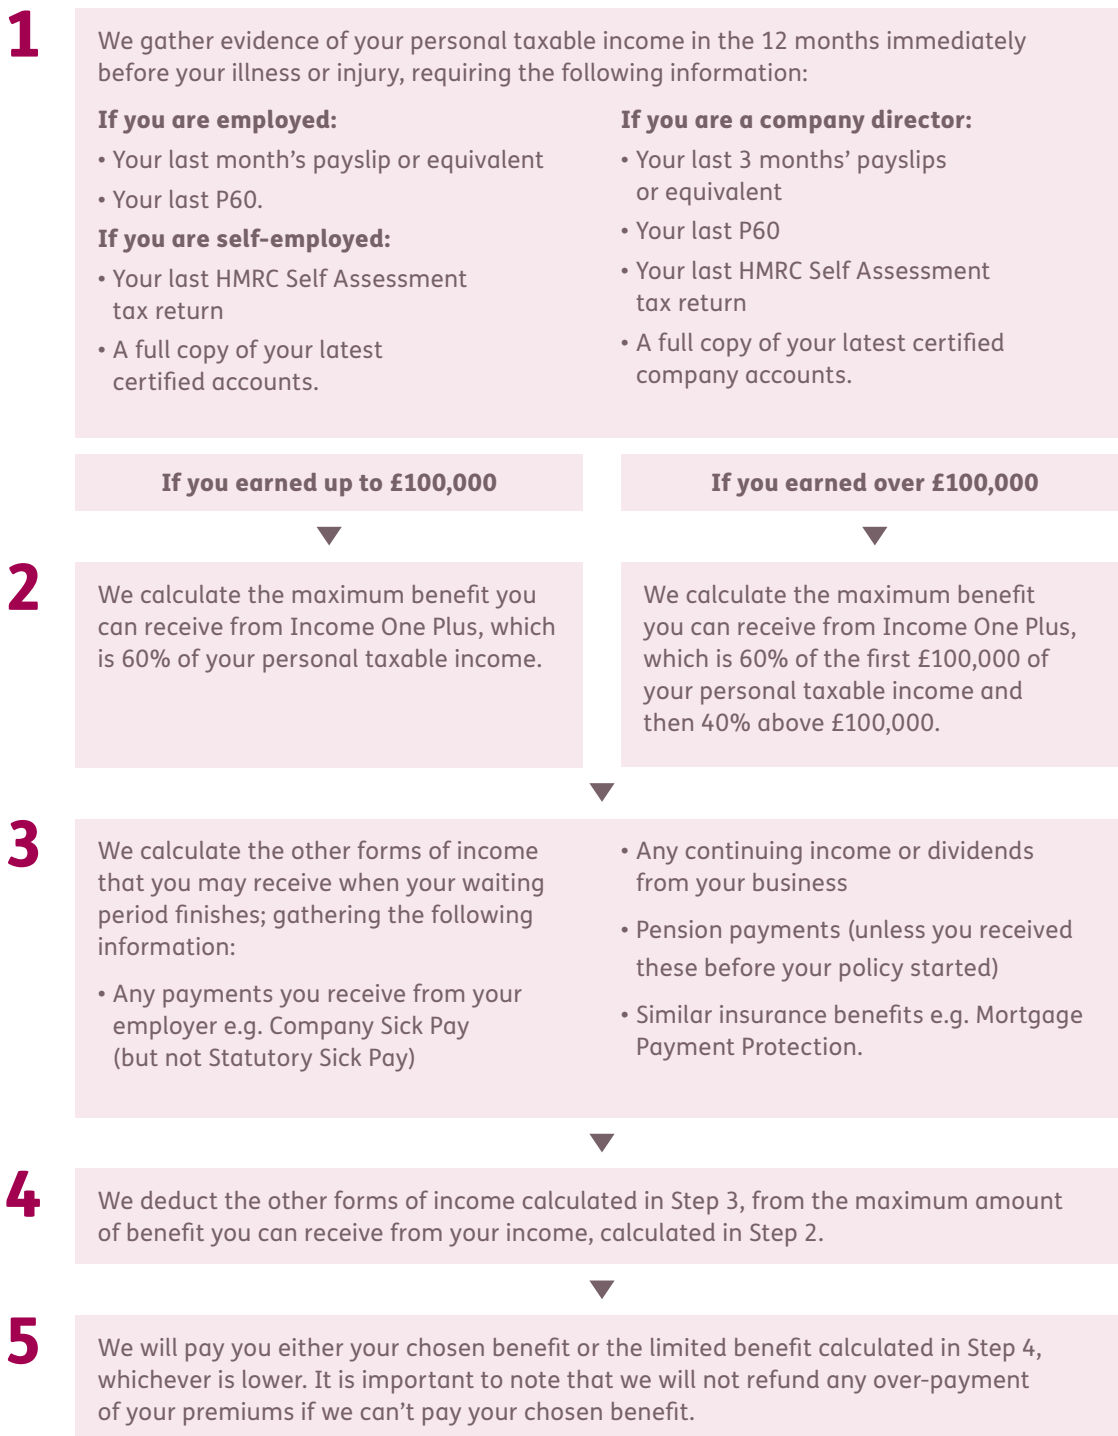 1
We gather evidence of your personal taxable income in the 12 months immediately
before your illness or injury, requiring the following information:
If you are employed:
• Your last month's payslip or equivalent
• Your last P60.
If you are self-employed:
• Your last HMRC Self Assessment
tax return
• A full copy of your latest
certified accounts.
If you are a company director:
• Your last 3 months' payslips
or equivalent
• Your last P60
• Your last HMRC Self Assessment
tax return
• A full copy of your latest certified
company accounts.
If you earned up to £100,000
If you earned over £100,000
2
We calculate the maximum benefit you
can receive from Income One Plus, which
is 60% of your personal taxable income.
We calculate the maximum benefit
you can receive from Income One Plus,
which is 60% of the first £100,000 of
your personal taxable income and
then 40% above £100,000.
3
We calculate the other forms of income
that you may receive when your waiting
period finishes; gathering the following
information:
• Any payments you receive from your
employer e.g. Company Sick Pay
(but not Statutory Sick Pay)
• Any continuing income or dividends
from your business
• Pension payments (unless you received
these before your policy started)
• Similar insurance benefits e.g. Mortgage
Payment Protection.
4
We deduct the other forms of income calculated in Step 3, from the maximum amount
of benefit you can receive from your income, calculated in Step 2.
5
We will pay you either your chosen benefit or the limited benefit calculated in Step 4,
whichever is lower. It is important to note that we will not refund any over-payment
of your premiums if we can't pay your chosen benefit.